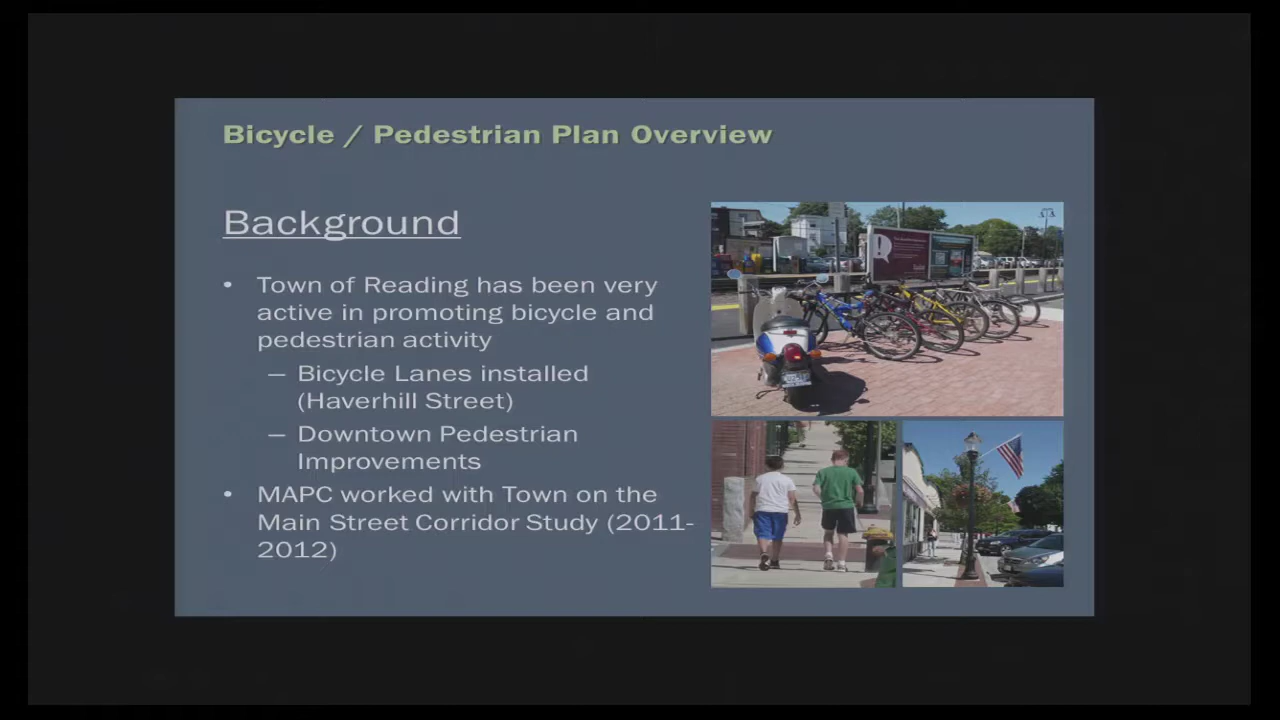 Bicycle / Pedestrian Plan Overview
Background
• Town of Reading has been very
active in promoting bicycle and
pedestrian activity
– Bicycle Lanes installed
(Haverhill Street)
– Downtown Pedestrian
Improvements
• MAPC worked with Town on the
Main Street Corridor Study (2011-
2012)